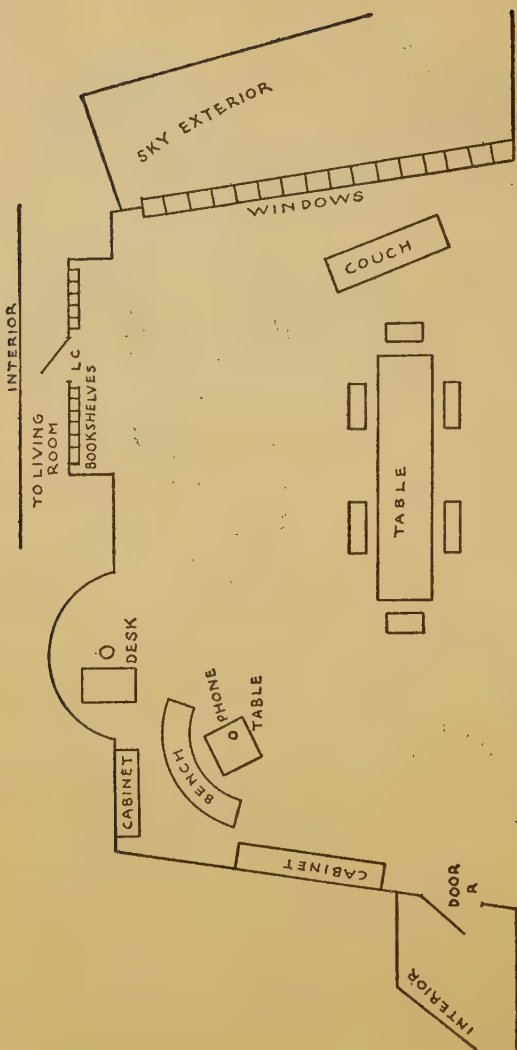 SKY EXTERIOR
WINDOWS
COUCH
INTERIOR
TO LIVING
ROOM
LC
BOOKSHELVES
TABLE
DESK
PHONE
TABLE
BENCH
CABINET
CABINET
DOOR
R
INTERIOR